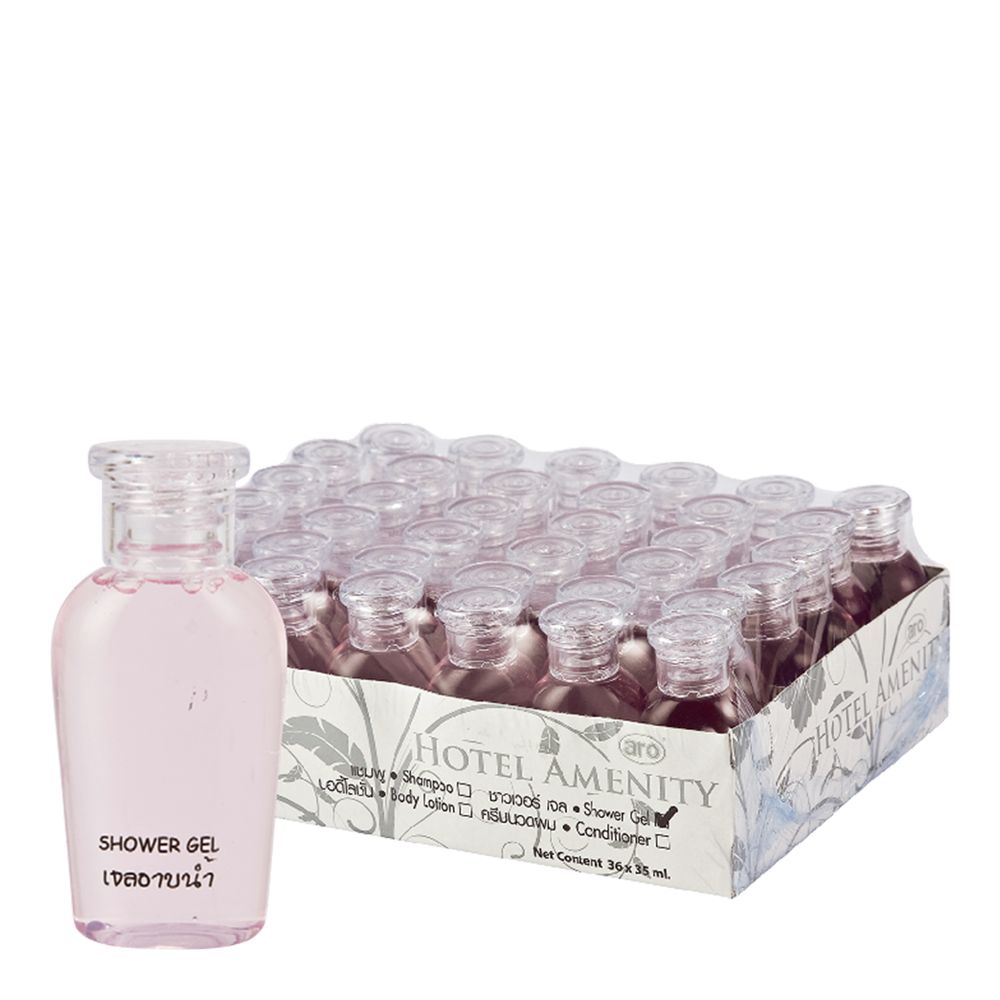 SHOWER GEL
เจลอาบน้ำ
aro
HOTEL AMENITY
แชมพู • Shampoo ชาวเวอร์ เจล • Shower Gel
เอดี้โลชั่น • Body Lotion ครีมนวดผม • Conditioner
Net Content 36 x 35 ml.
aro
HOTEL AMENITY